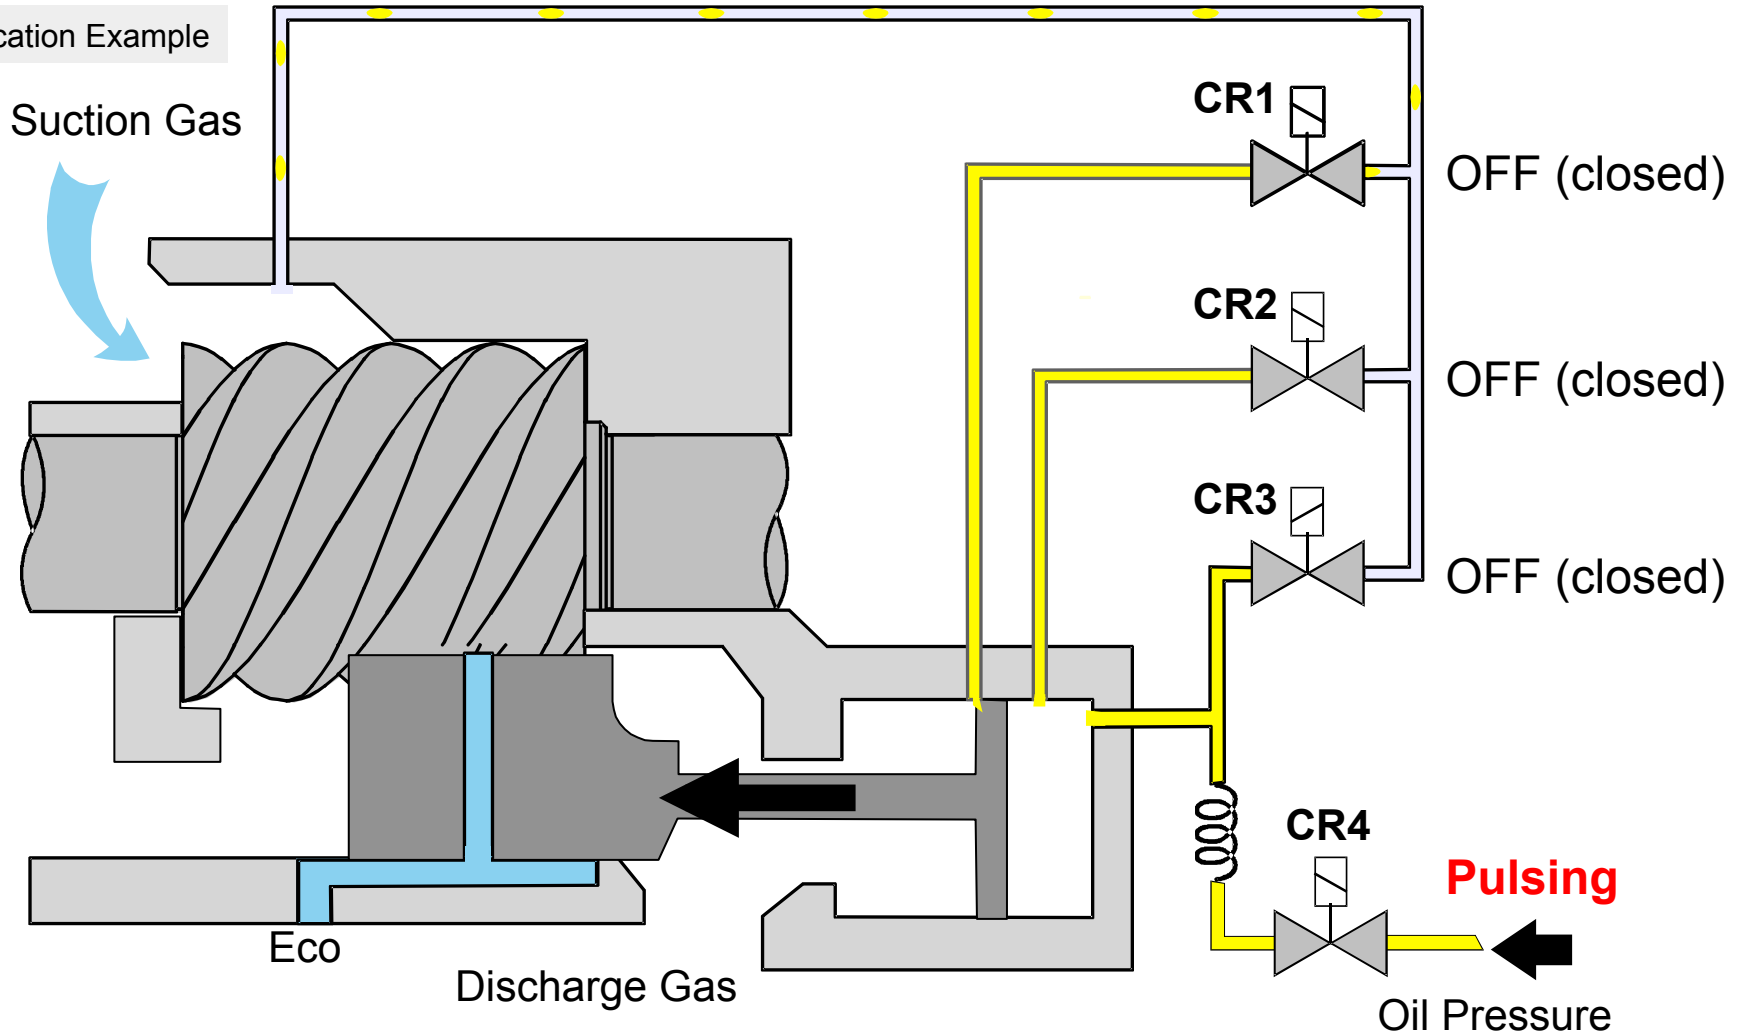 Example
Suction Gas
CR1
OFF (closed)
CR2
OFF (closed)
CR3
OFF (closed)
CR4
Pulsing
Eco
Discharge Gas
Oil Pressure